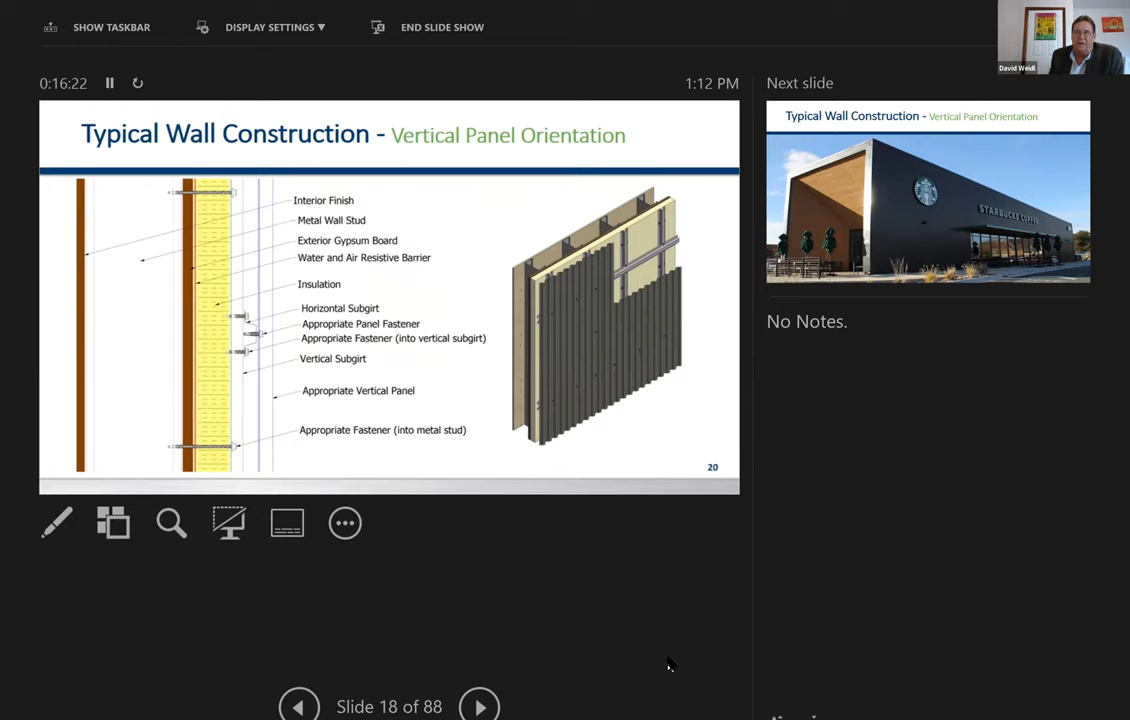 SHOW TASKBAR
DISPLAY SETTINGS ▼
END SLIDE SHOW
David Weidl
0:16:22
1:12 PM
Next slide
Typical Wall Construction - Vertical Panel Orientation
Interior Finish
Metal Wall Stud
Exterior Gypsum Board
Water and Air Resistive Barrier
Insulation
Horizontal Subgirt
Appropriate Panel Fastener
Appropriate Fastener (into vertical subgirt)
Vertical Subgirt
Appropriate Vertical Panel
Appropriate Fastener (into metal stud)
20
Typical Wall Construction - Vertical Panel Orientation
STARBUCKS COFFEE
No Notes.
Slide 18 of 88